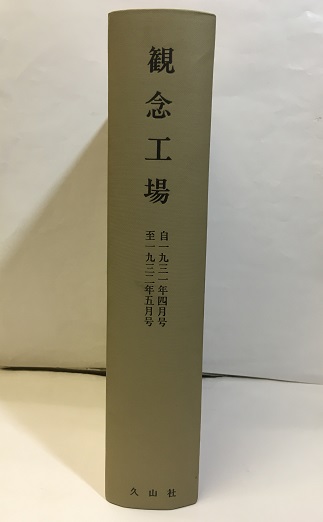 観念工場
自一九三一年四月号
至一九三二年五月号
久山社